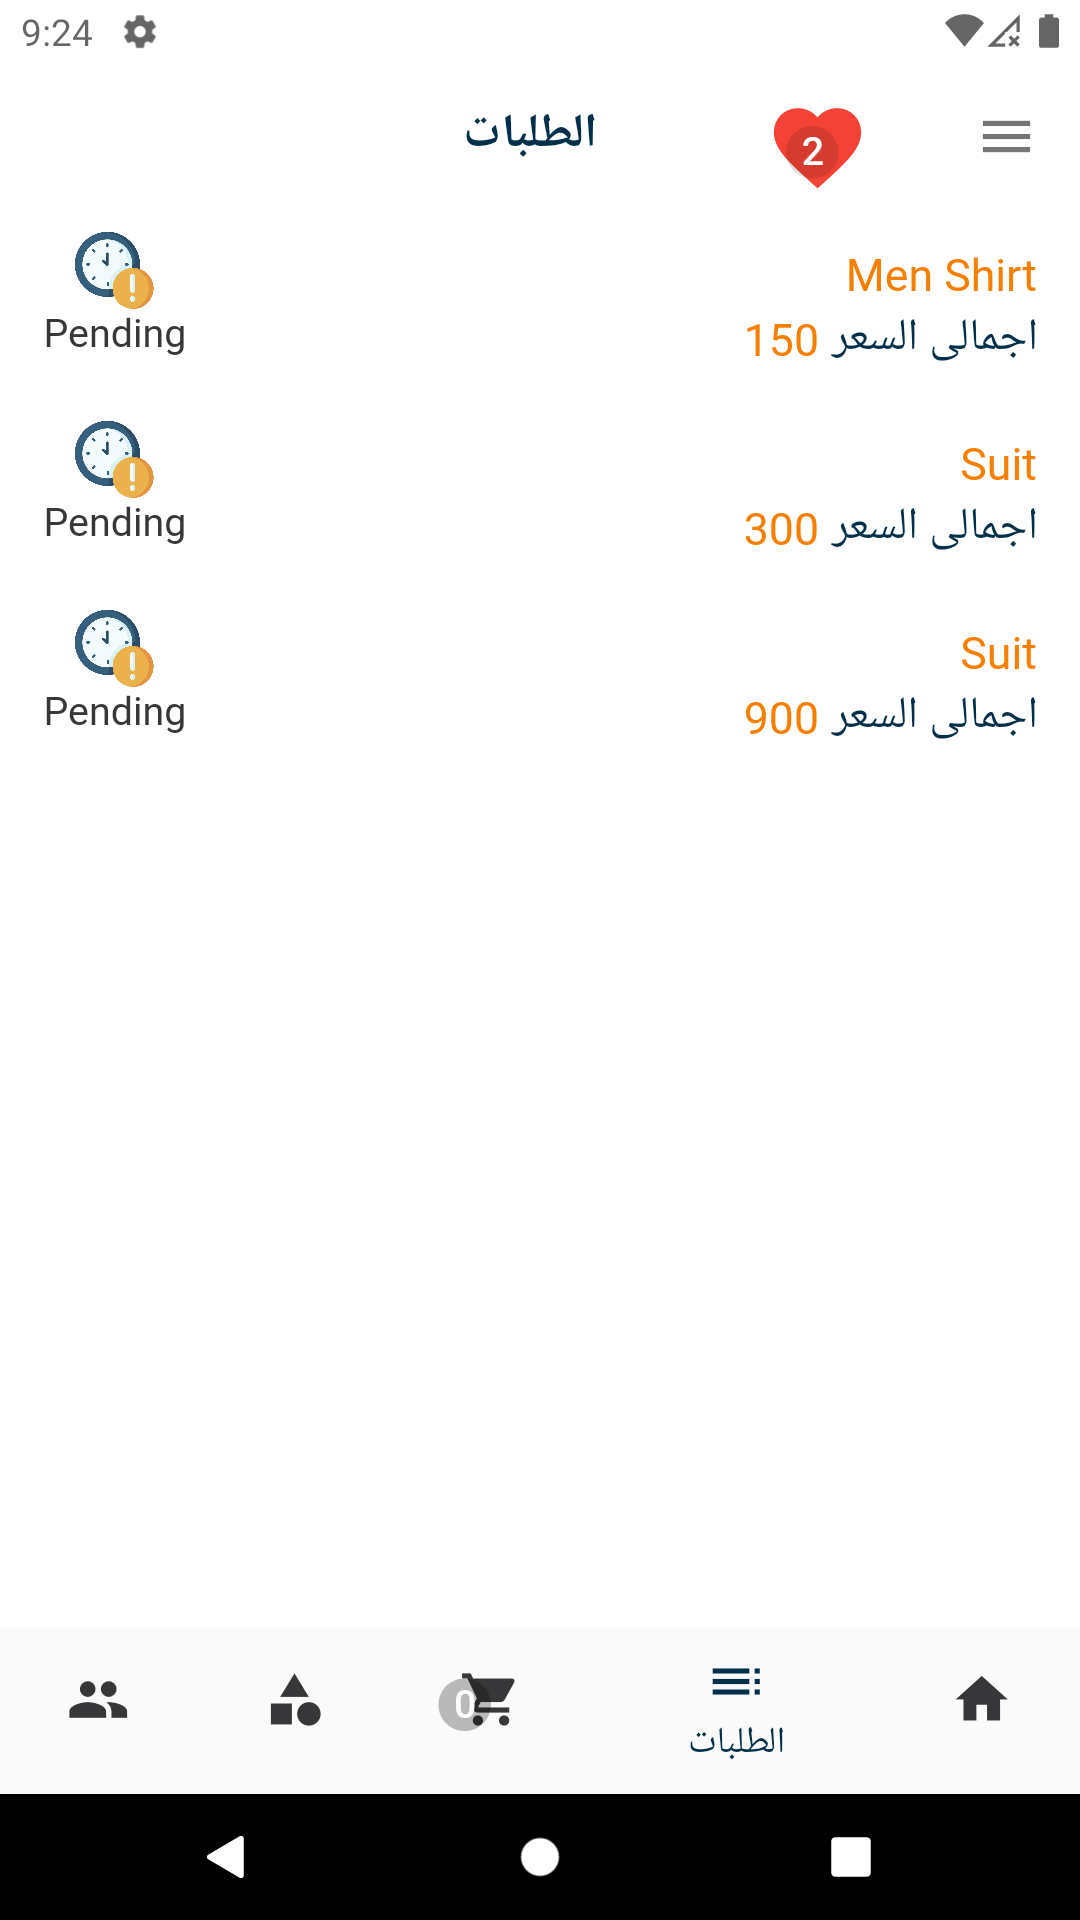 9:24
الطلبات
2
Men Shirt
اجمالى السعر 150
Pending
Suit
اجمالى السعر 300
Pending
Suit
اجمالى السعر 900
Pending
0
الطلبات